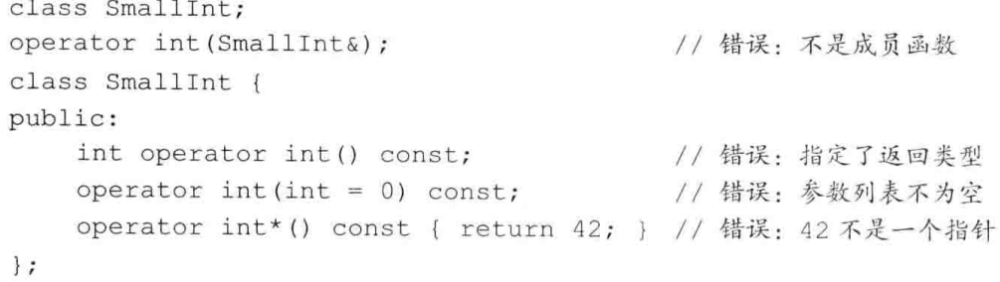 class SmallInt;
operator int(SmallInt&); // 错误：不是成员函数
class SmallInt {
public:
    int operator int() const; // 错误：指定了返回类型
    operator int(int = 0) const; // 错误：参数列表不为空
    operator int*() const { return 42; } // 错误：42 不是一个指针
};